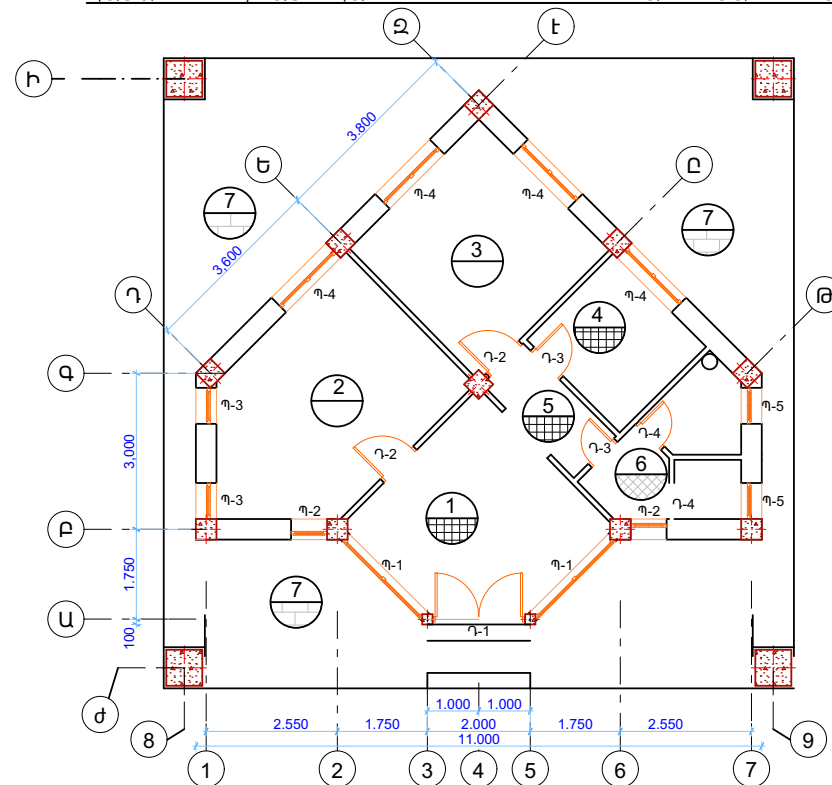 Զ
Է
Ի
3.800
Պ-4
Պ-4
Ե
Ը
7
7
3
3,600
Պ-4
Պ-4
4
Դ
Թ
Դ-2
Դ-3
Գ
2
5
Պ-3
Պ-5
Դ-2
Դ-3
Դ-4
3,000
6
1
Պ-3
Պ-2
Պ-2
Դ-4
Պ-5
Բ
Պ-1
Պ-1
1.750
7
Ա
100
Դ-1
Ժ
1.000
1.000
2.550
1.750
2.000
1.750
2.550
11.000
8
9
1
2
3
4
5
6
7